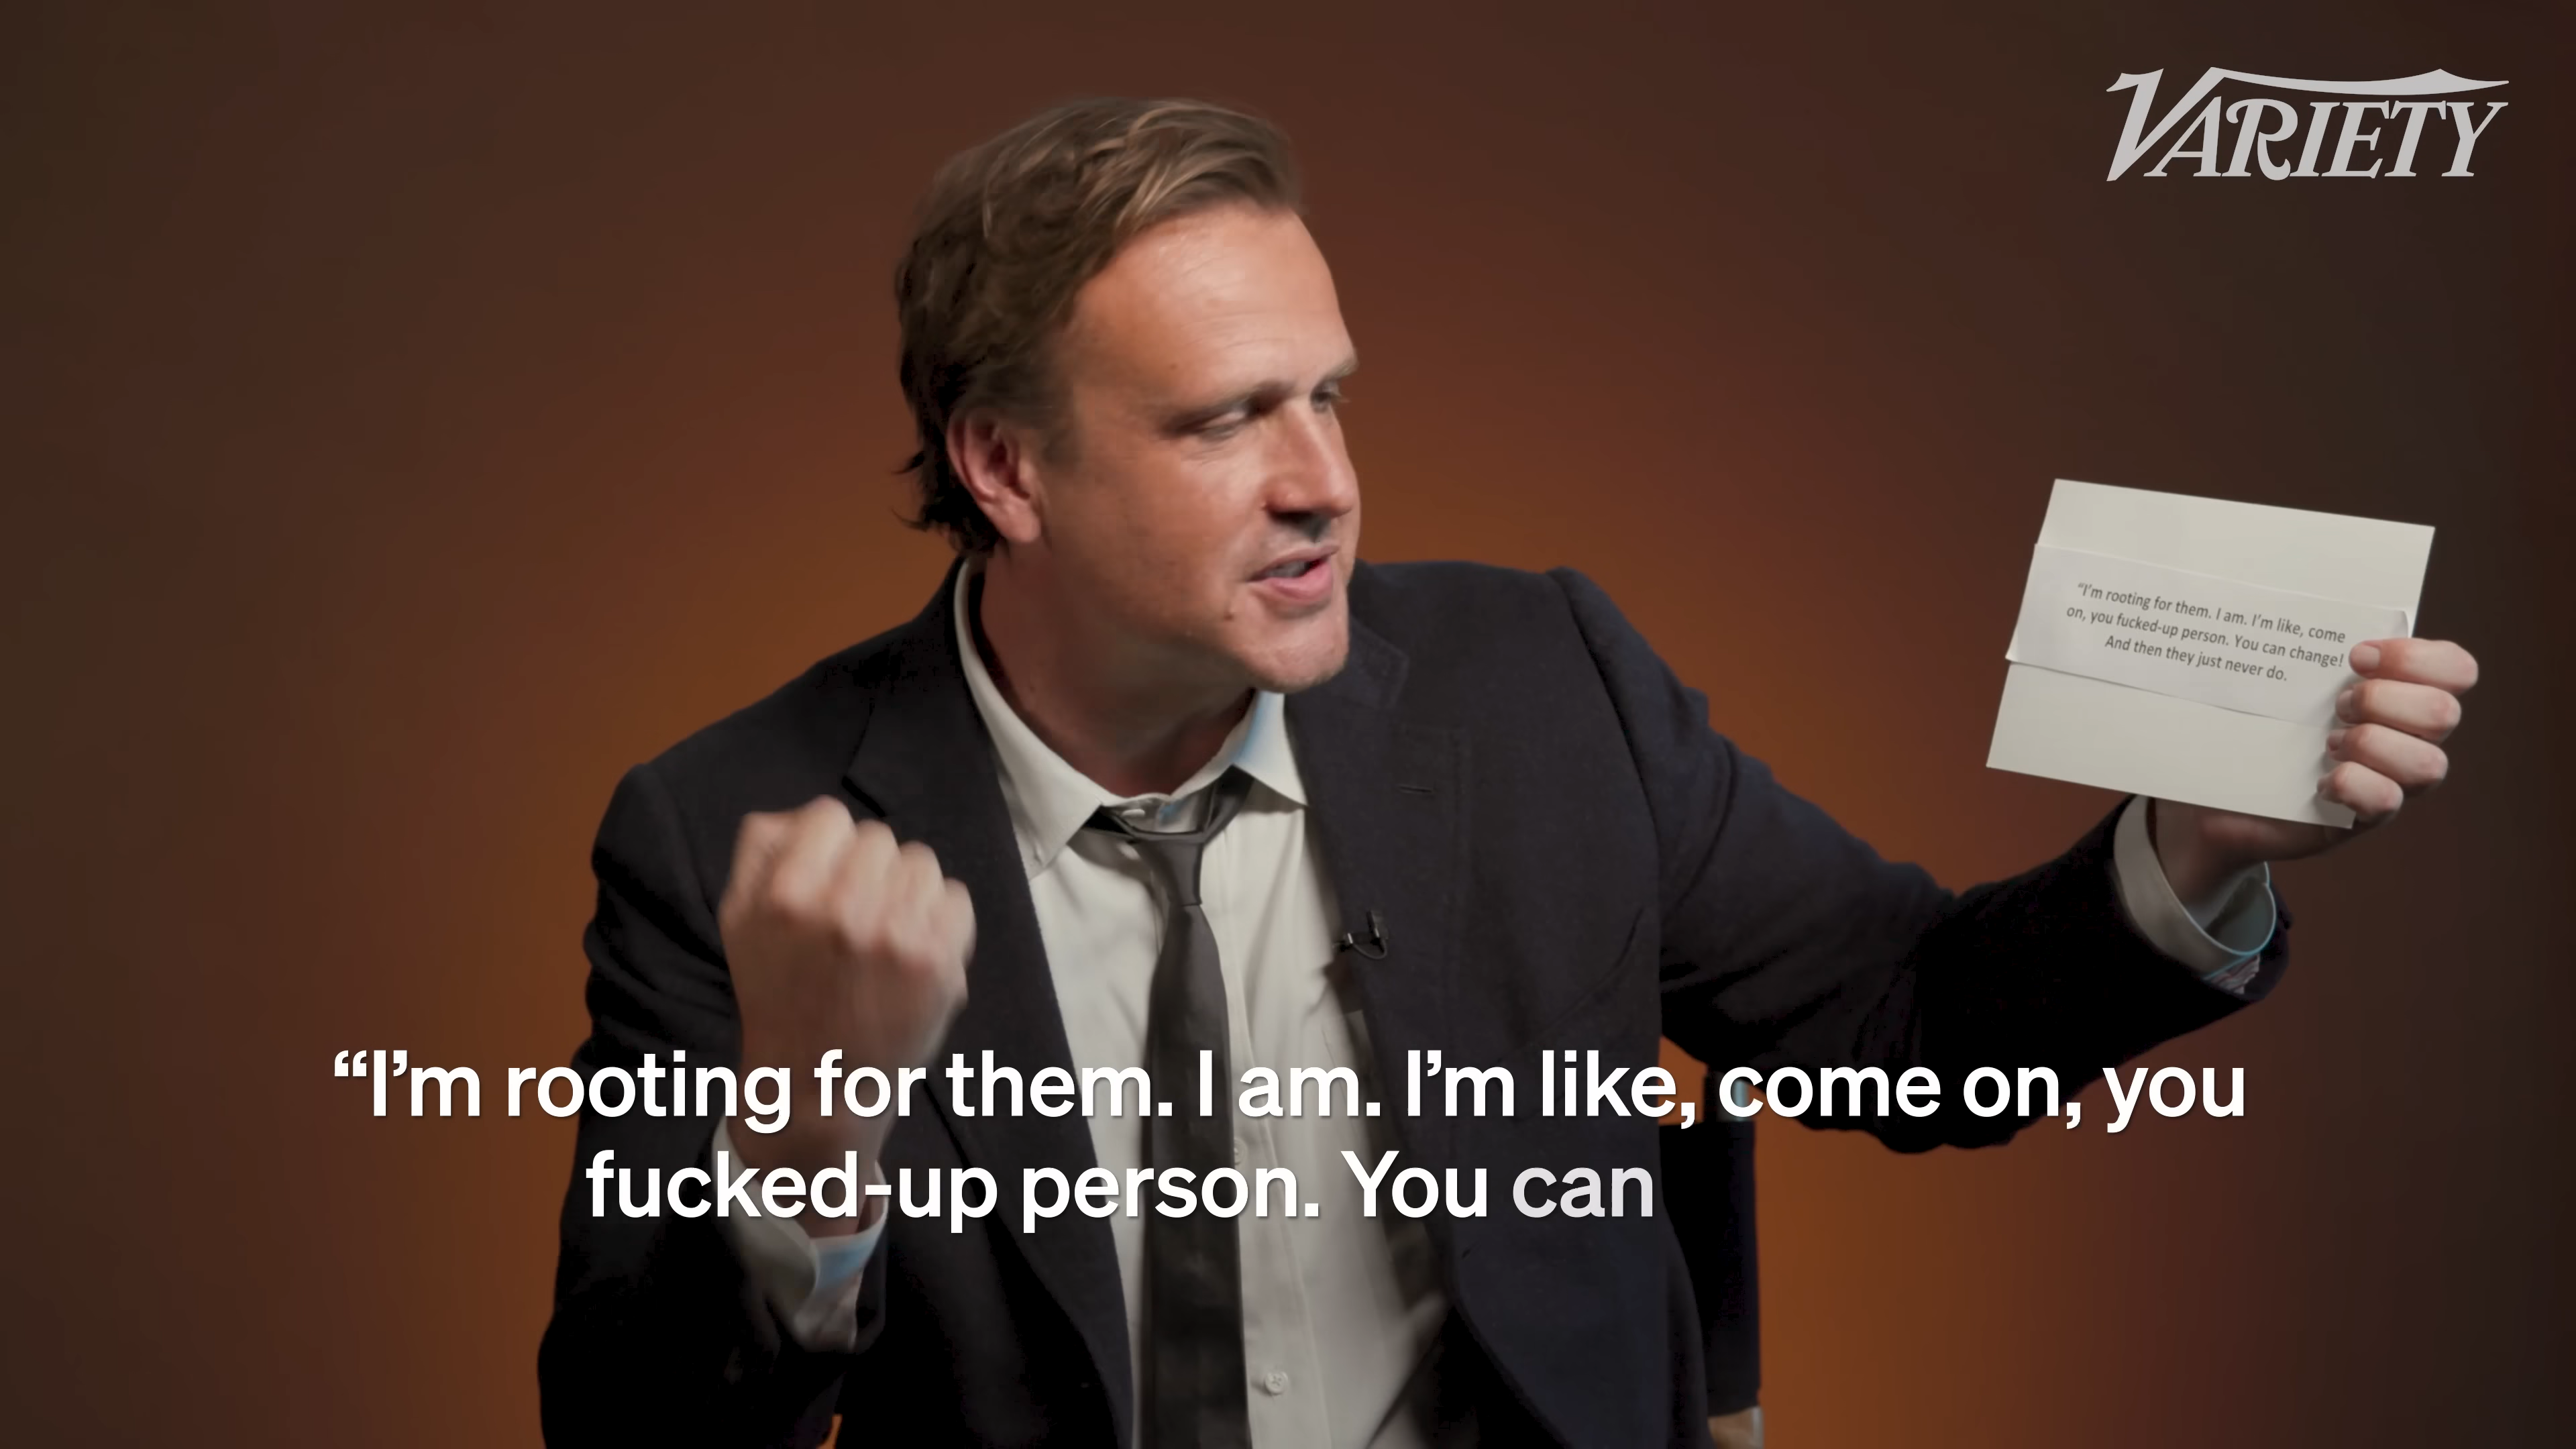 VARIETY
"I'm rooting for them. I am. I'm like, come
on, you fucked-up person. You can change!
And then they just never do.
“I’m rooting for them. I am. I’m like, come on, you
fucked-up person. You can